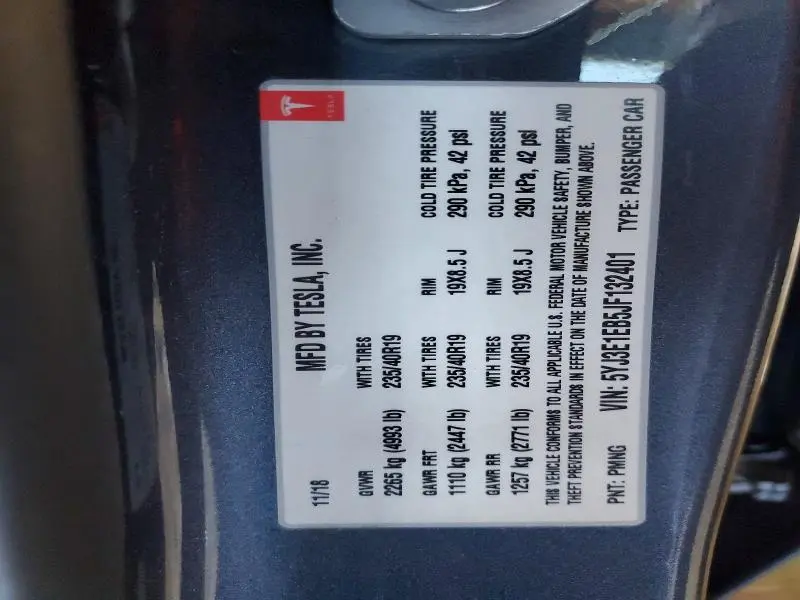 TESLA
MFD BY TESLA, INC.
11/18
GVWR WITH TIRES
2265 kg (4993 lb) 235/40R19
GAWR FRT WITH TIRES RIM COLD TIRE PRESSURE
1110 kg (2447 lb) 235/40R19 19X8.5 J 290 kPa, 42 psi
GAWR RR WITH TIRES RIM COLD TIRE PRESSURE
1257 kg (2771 lb) 235/40R19 19X8.5 J 290 kPa, 42 psi
THIS VEHICLE CONFORMS TO ALL APPLICABLE U.S. FEDERAL MOTOR VEHICLE SAFETY, BUMPER, AND
THEFT PREVENTION STANDARDS IN EFFECT ON THE DATE OF MANUFACTURE SHOWN ABOVE.
PNT: PMNG VIN: 5YJ3E1EB5JF132401 TYPE: PASSENGER CAR